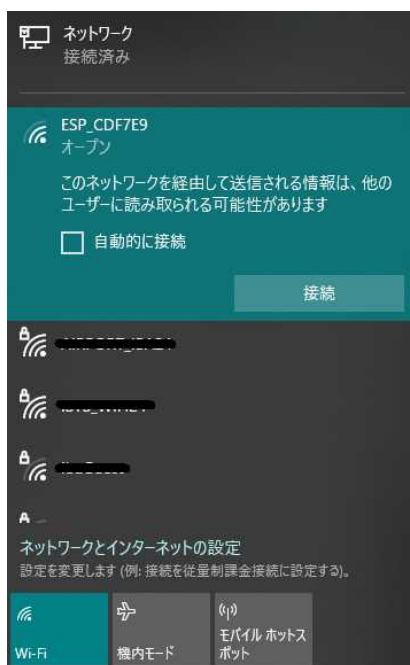 ネットワーク
接続済み
ESP_CDF7E9
オープン
このネットワークを経由して送信される情報は、他の
ユーザーに読み取られる可能性があります
自動的に接続
接続
ネットワークとインターネットの設定
設定を変更します (例: 接続を従量制課金接続に設定する)。
Wi-Fi
機内モード
モバイル ホットス
ポット